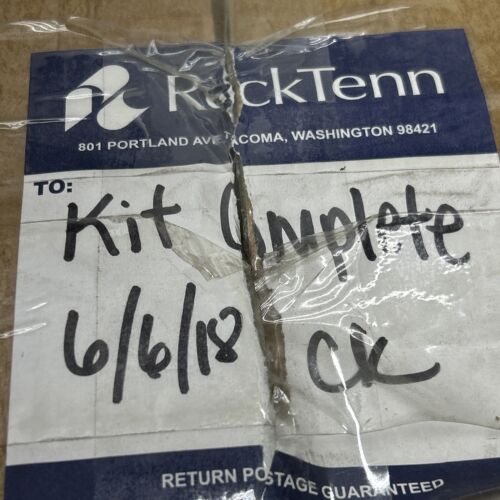 RockTenn
801 PORTLAND AVE TACOMA, WASHINGTON 98421
TO:
Kit Complete
6/6/18 CK
RETURN POSTAGE GUARANTEED